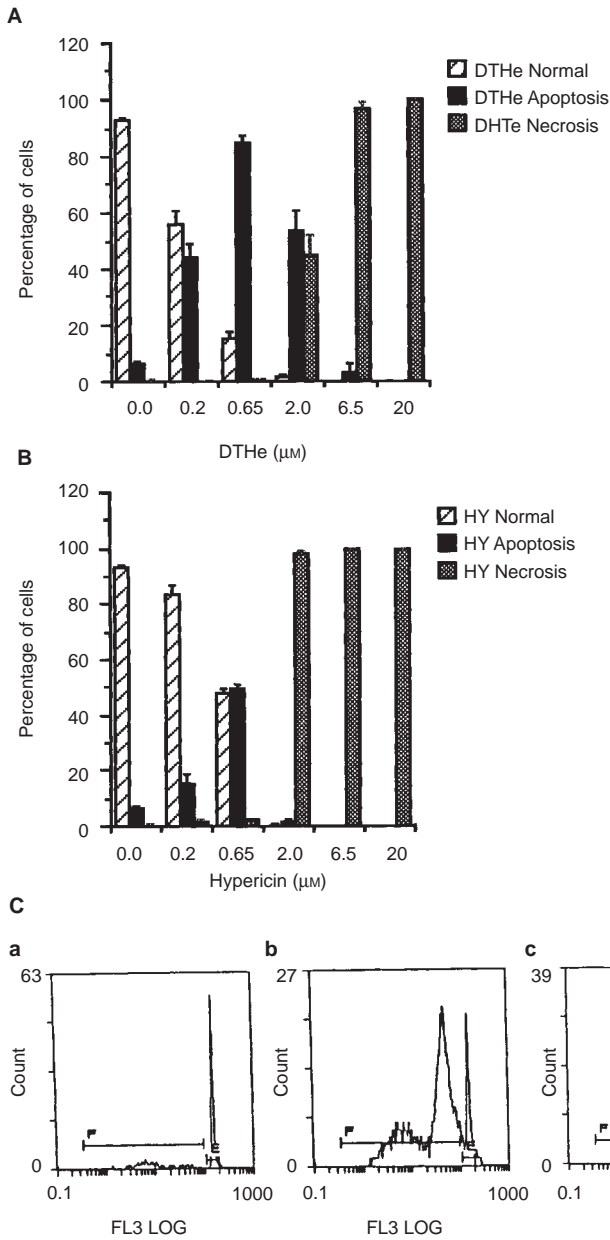 A
120
100
80
60
40
20
0
Percentage of cells
DTHe Normal
DTHe Apoptosis
DHTe Necrosis
0.0 0.2 0.65 2.0 6.5 20
DTHe (μM)
B
120
100
80
60
40
20
0
Percentage of cells
HY Normal
HY Apoptosis
HY Necrosis
0.0 0.2 0.65 2.0 6.5 20
Hypericin (μM)
C
a
63
Count
F
E
0
0.1 1000
FL3 LOG
b
27
Count
F
E
0
0.1 1000
FL3 LOG
c
39
Count
F
0
0.1